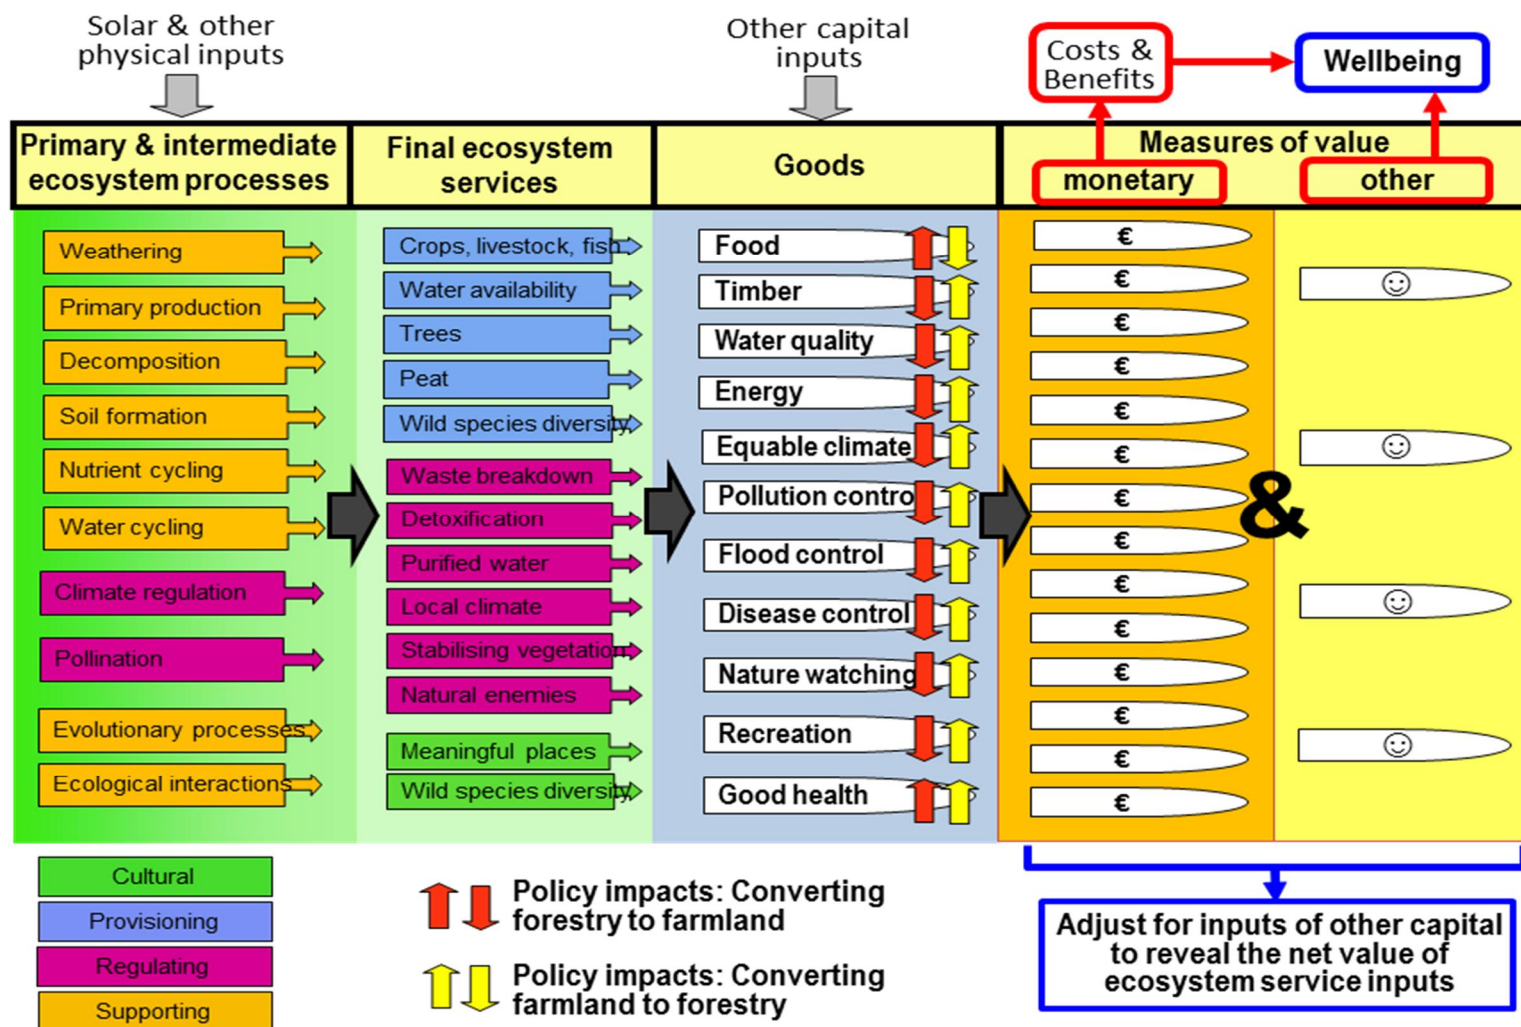 Solar & other
physical inputs
Other capital
inputs
Costs &
Benefits
Wellbeing
Primary & intermediate
ecosystem processes
Final ecosystem
services
Goods
Measures of value
monetary
other
Weathering
Primary production
Decomposition
Soil formation
Nutrient cycling
Water cycling
Climate regulation
Pollination
Evolutionary processes
Ecological interactions
Crops, livestock, fish
Water availability
Trees
Peat
Wild species diversity
Waste breakdown
Detoxification
Purified water
Local climate
Stabilising vegetation
Natural enemies
Meaningful places
Wild species diversity
Food
Timber
Water quality
Energy
Equable climate
Pollution contro
Flood control
Disease control
Nature watching
Recreation
Good health
€
€
€
€
€
€
€
€
€
€
€
€
€
€
&
Cultural
Provisioning
Regulating
Supporting
Policy impacts: Converting
forestry to farmland
Policy impacts: Converting
farmland to forestry
Adjust for inputs of other capital
to reveal the net value of
ecosystem service inputs